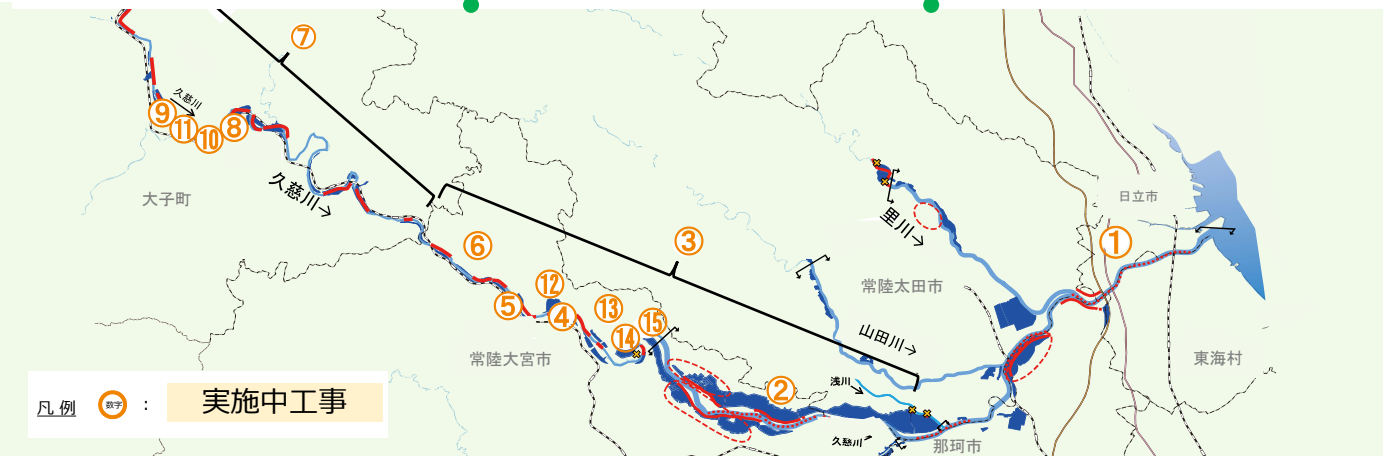 ⑦
久慈川
⑨
⑪
⑩
⑧
大子町
久慈川→
日立市
里川→
①
③
⑥
⑫
⑤
④
⑬
⑭
⑮
常陸太田市
山田川→
常陸大宮市
東海村
②
浅川
久慈川
那珂市
凡例 数字 : 実施中工事